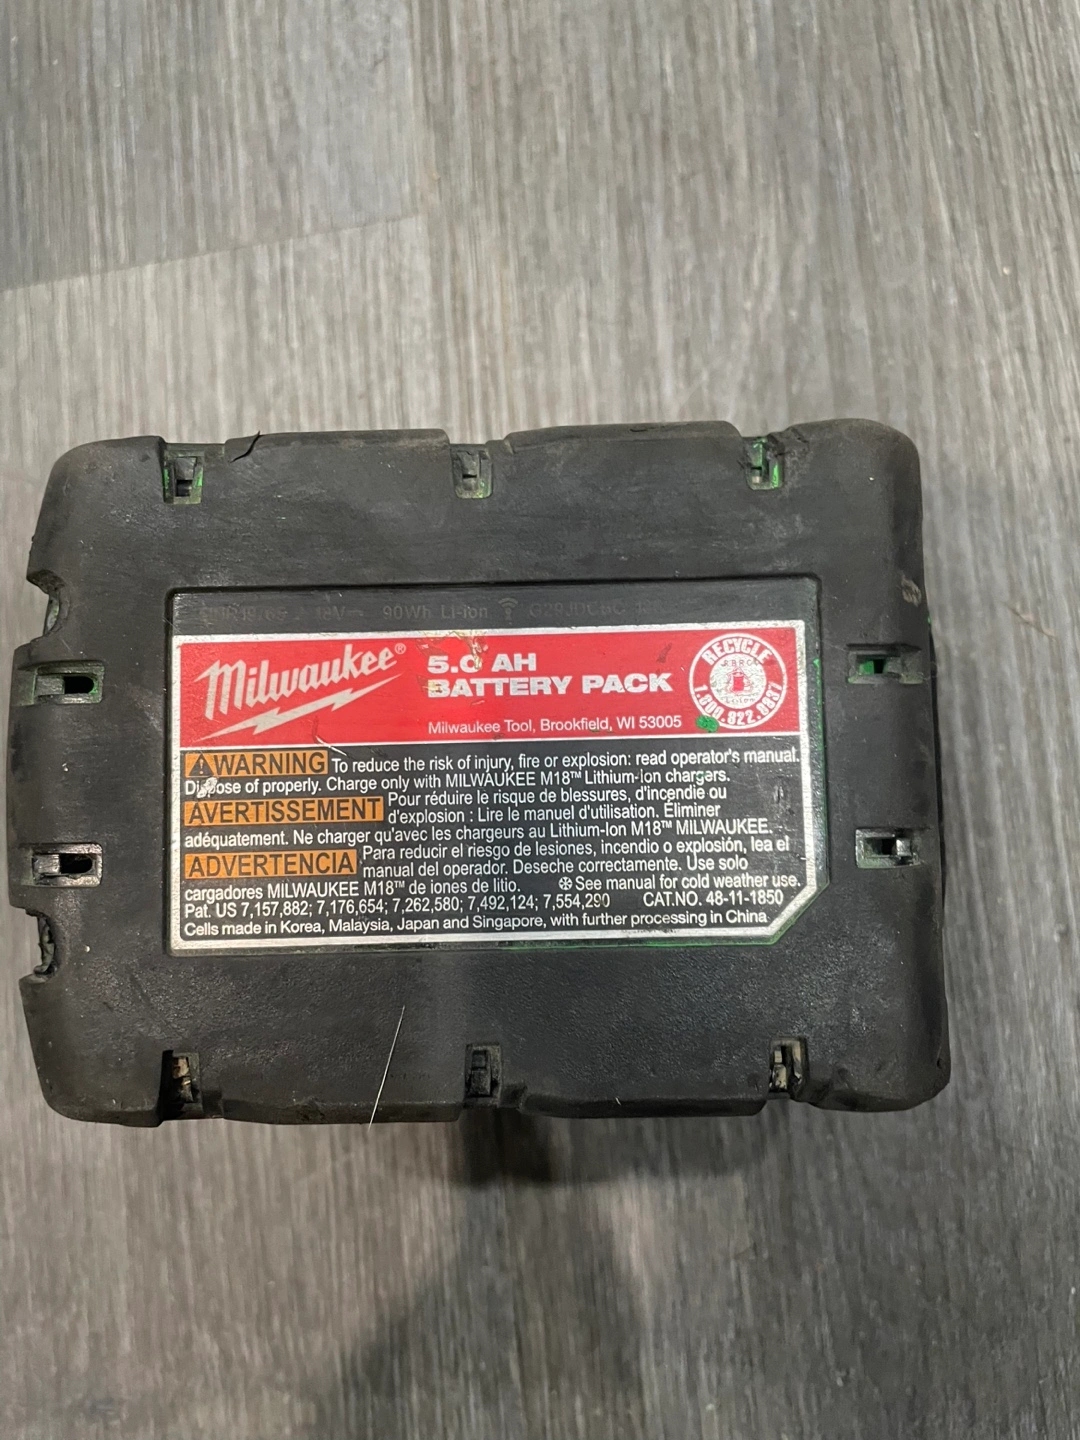 18V 90Wh Li-ion
Milwaukee®
5.0 AH
BATTERY PACK
Milwaukee Tool, Brookfield, WI 53005
RECYCLE
RBRC
1.800.822.8837
WARNING To reduce the risk of injury, fire or explosion: read operator's manual.
Dispose of properly. Charge only with MILWAUKEE M18™ Lithium-Ion chargers.
AVERTISSEMENT Pour réduire le risque de blessures, d'incendie ou
d'explosion : Lire le manuel d'utilisation. Éliminer
adéquatement. Ne charger qu'avec les chargeurs au Lithium-Ion M18™ MILWAUKEE.
ADVERTENCIA Para reducir el riesgo de lesiones, incendio o explosión, lea el
manual del operador. Deseche correctamente. Use solo
cargadores MILWAUKEE M18™ de iones de litio. ❄ See manual for cold weather use.
Pat. US 7,157,882; 7,176,654; 7,262,580; 7,492,124; 7,554,290 CAT.NO. 48-11-1850
Cells made in Korea, Malaysia, Japan and Singapore, with further processing in China